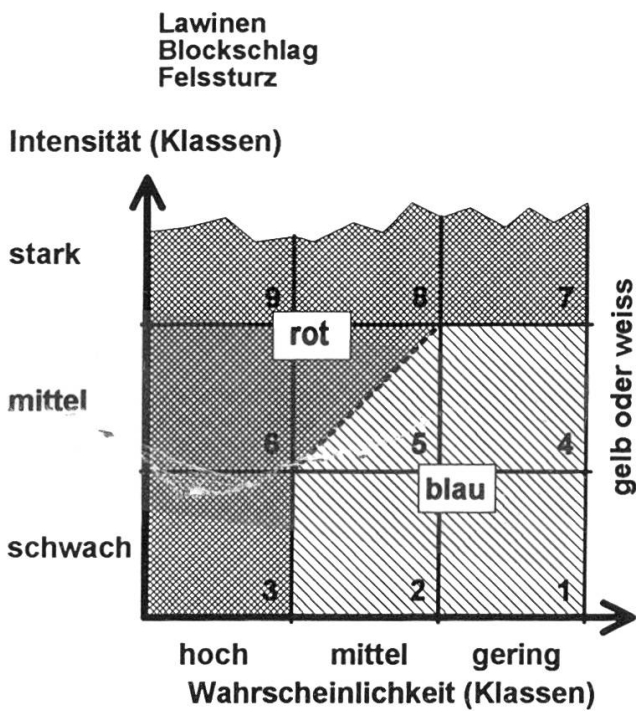 Lawinen
Blockschlag
Felssturz
Intensität (Klassen)
stark
9
8
7
rot
mittel
6
5
4
blau
gelb oder weiss
schwach
3
2
1
hoch
mittel
gering
Wahrscheinlichkeit (Klassen)